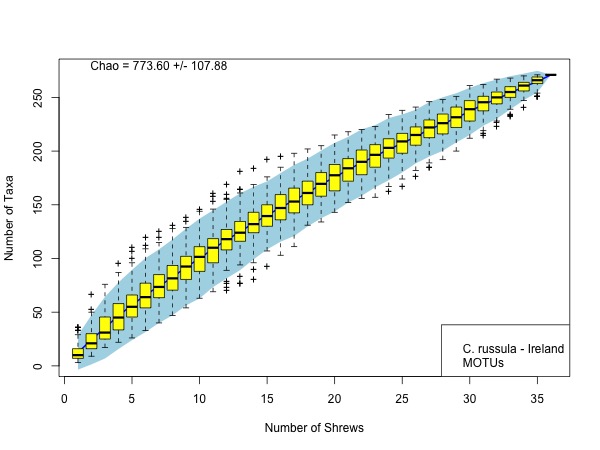 Chao = 773.60 +/- 107.88
250
200
150
100
50
0
Number of Taxa
C. russula - Ireland
MOTUs
0 5 10 15 20 25 30 35
Number of Shrews